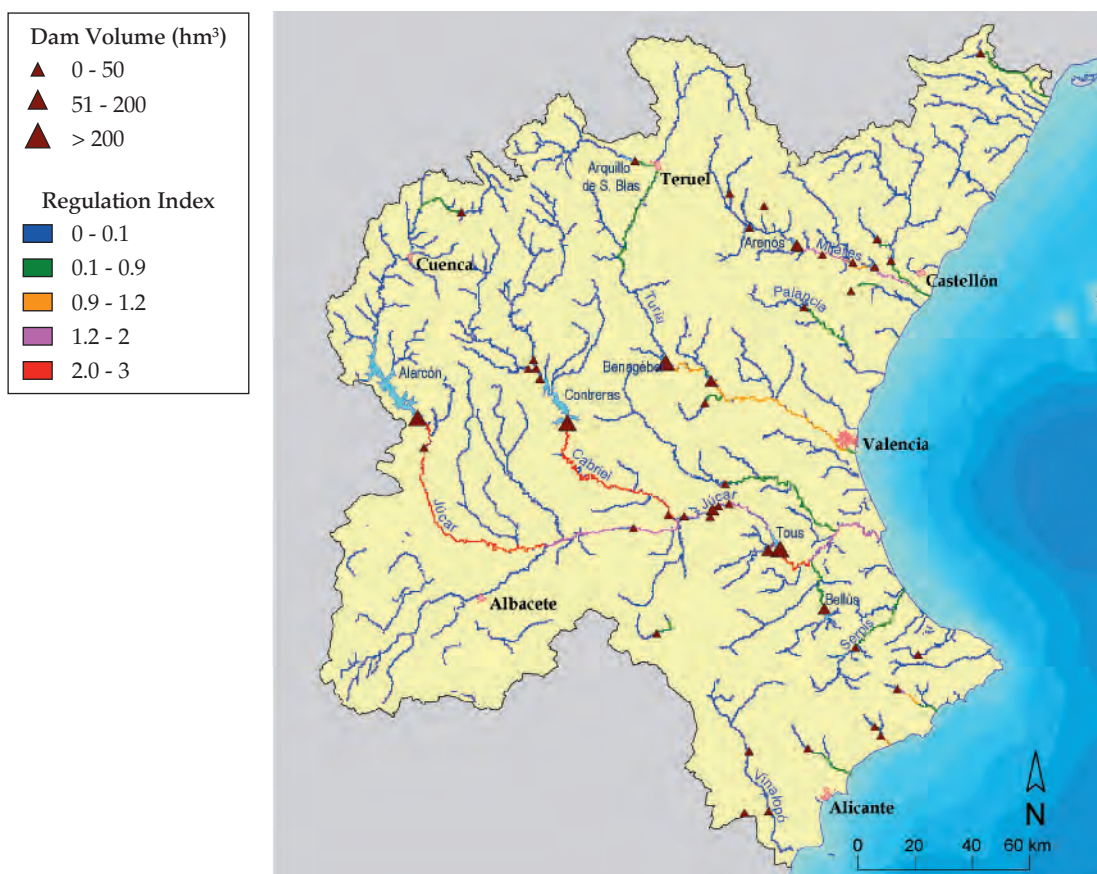 Dam Volume (hm³)
0 - 50
51 - 200
> 200
Regulation Index
0 - 0.1
0.1 - 0.9
0.9 - 1.2
1.2 - 2
2.0 - 3
Arquillo
de S. Blas
Teruel
Cuenca
Arenós
Mijares
Castellón
Palancia
Turia
Alarcón
Benagéber
Contreras
Valencia
Cabriel
Júcar
Júcar
Tous
Albacete
Bellús
Serpis
Vinalopó
Alicante
N
0 20 40 60 km